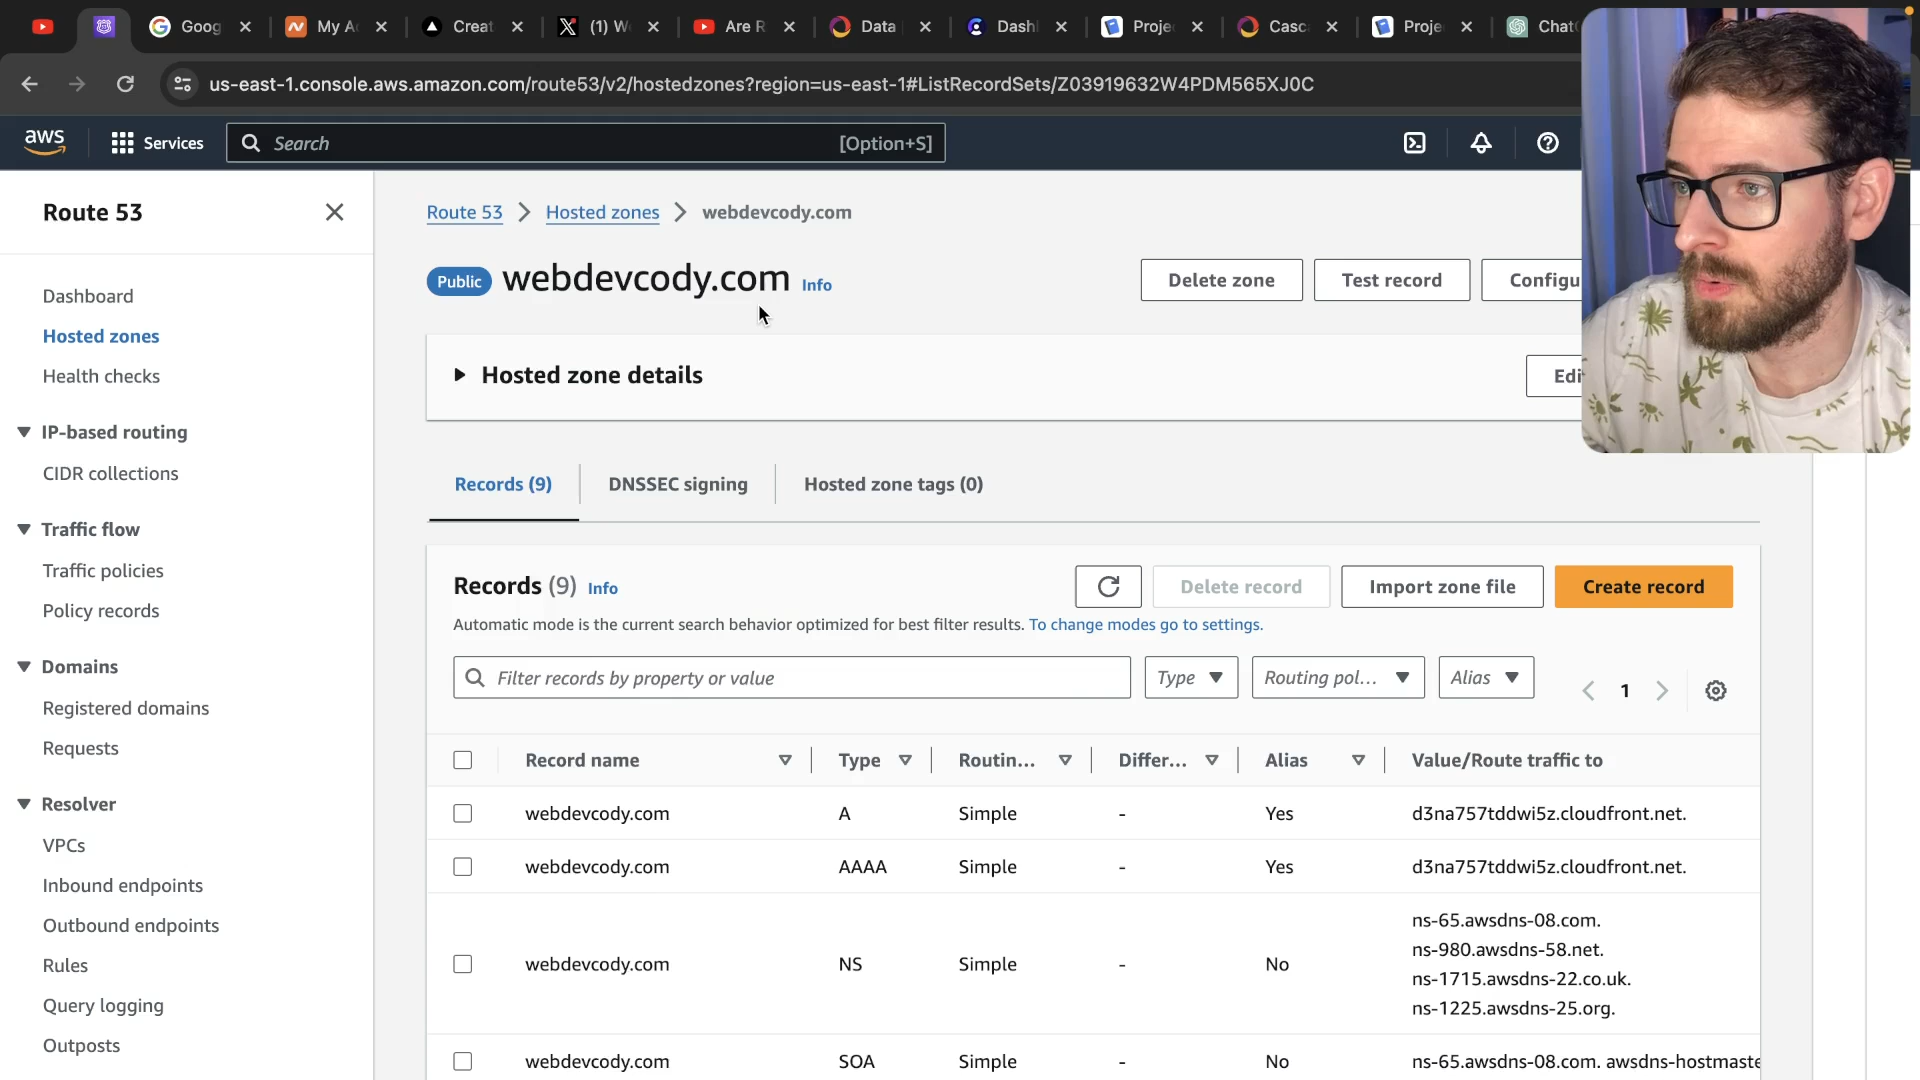 Goog
My A
Creat
(1) W
Are R
Data
Dash
Proje
Casc
Proje
Chat
us-east-1.console.aws.amazon.com/route53/v2/hostedzones?region=us-east-1#ListRecordSets/Z03919632W4PDM565XJ0C
aws
Services
Search
[Option+S]
Route 53
Dashboard
Hosted zones
Health checks
IP-based routing
CIDR collections
Traffic flow
Traffic policies
Policy records
Domains
Registered domains
Requests
Resolver
VPCs
Inbound endpoints
Outbound endpoints
Rules
Query logging
Outposts
Route 53 > Hosted zones > webdevcody.com
Public webdevcody.com Info
Delete zone
Test record
Configu
Hosted zone details
Edi
Records (9)
DNSSEC signing
Hosted zone tags (0)
Records (9) Info
Delete record
Import zone file
Create record
Automatic mode is the current search behavior optimized for best filter results. To change modes go to settings.
Filter records by property or value
Type
Routing pol...
Alias
1
Record name Type Routin... Differ... Alias Value/Route traffic to
webdevcody.com A Simple - Yes d3na757tddwi5z.cloudfront.net.
webdevcody.com AAAA Simple - Yes d3na757tddwi5z.cloudfront.net.
webdevcody.com NS Simple - No
ns-65.awsdns-08.com.
ns-980.awsdns-58.net.
ns-1715.awsdns-22.co.uk.
ns-1225.awsdns-25.org.
webdevcody.com SOA Simple - No ns-65.awsdns-08.com. awsdns-hostmaste